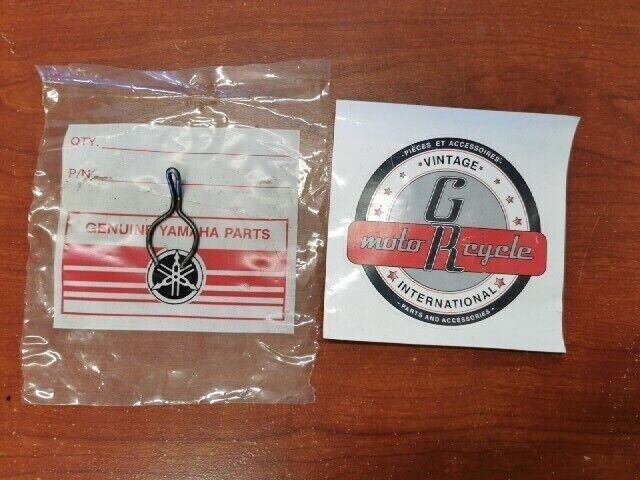 QTY.
P/N
GENUINE YAMAHA PARTS
PIÈCES ET ACCESSOIRES
VINTAGE
G
moto R cycle
INTERNATIONAL
PARTS AND ACCESSORIES